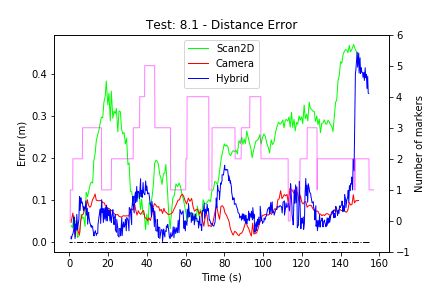 Test: 8.1 - Distance Error
Scan2D
Camera
Hybrid
Error (m)
0.4
0.3
0.2
0.1
0.0
6
5
4
3
2
1
0
−1
Number of markers
0 20 40 60 80 100 120 140 160
Time (s)